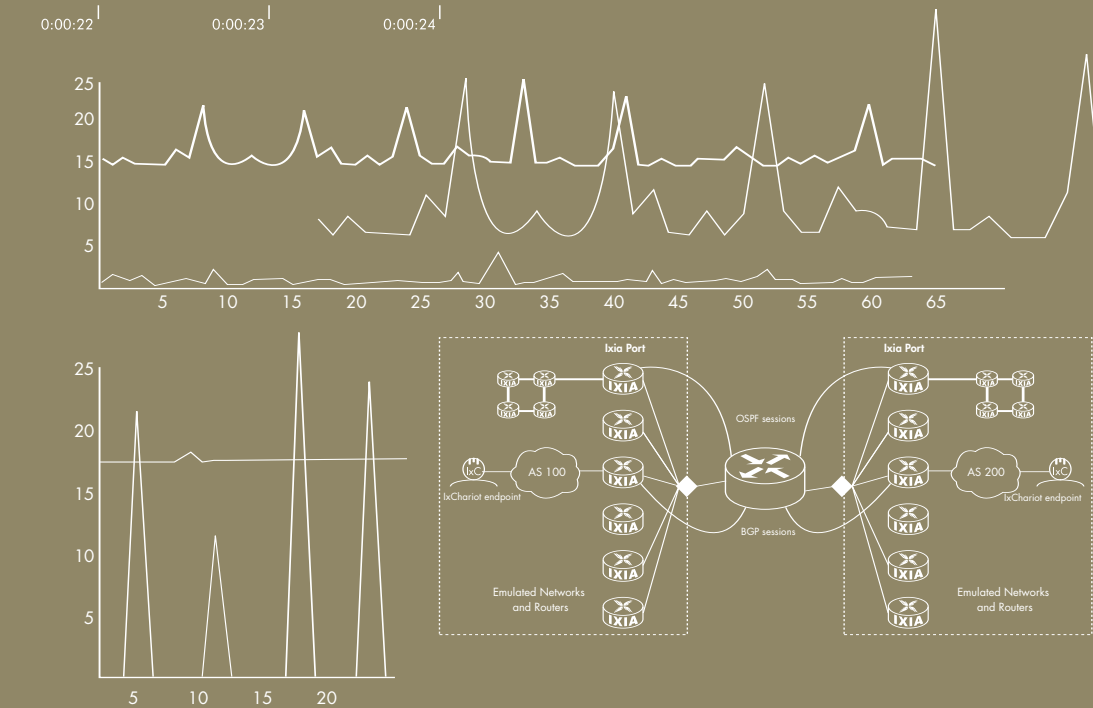 0:00:22 0:00:23 0:00:24
25
20
15
10
5
5 10 15 20 25 30 35 40 45 50 55 60 65
25
20
15
10
5
5 10 15 20
Ixia Port
IXIA IXIA IXIA
IXIA IXIA
IXIA
IxC
AS 100
IxChariot endpoint
IXIA
IXIA
IXIA
IXIA
Emulated Networks
and Routers
OSPF sessions
BGP sessions
Ixia Port
IXIA IXIA IXIA
IXIA IXIA
IXIA
AS 200
IxC
IxChariot endpoint
IXIA
IXIA
IXIA
IXIA
Emulated Networks
and Routers